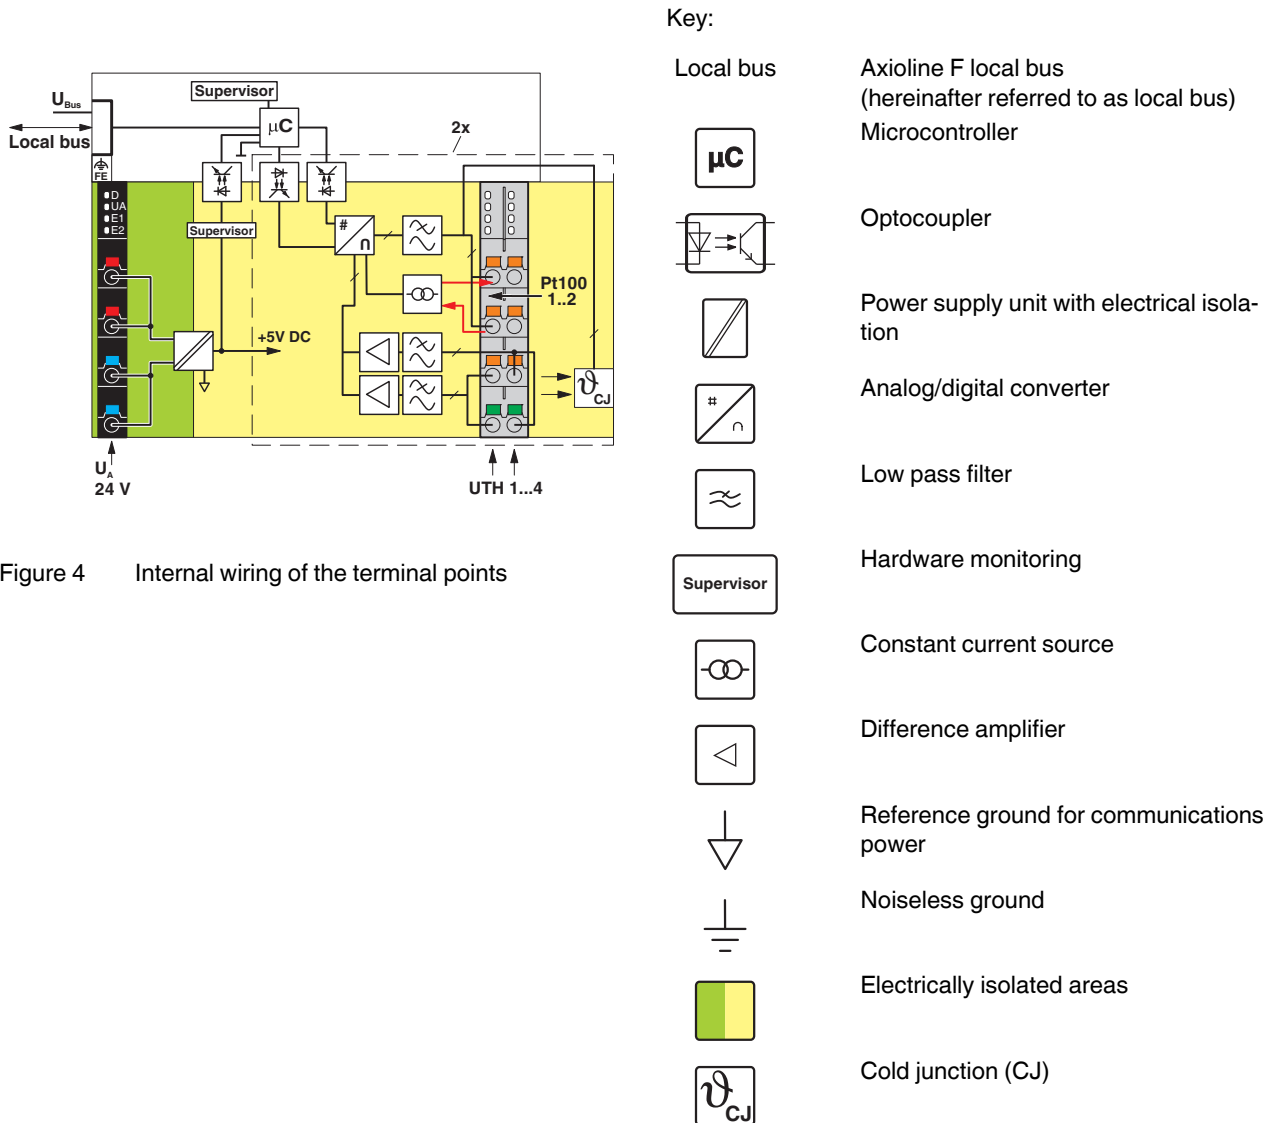 Key:
Local bus
Axioline F local bus
(hereinafter referred to as local bus)
µC
Microcontroller
Optocoupler
Power supply unit with electrical isola-
tion
#
∩
Analog/digital converter
Low pass filter
Supervisor
Hardware monitoring
Constant current source
Difference amplifier
Reference ground for communications
power
Noiseless ground
Electrically isolated areas
ϑCJ
Cold junction (CJ)
Supervisor
UBus
Local bus
µC
2x
FE
D
UA
E1
E2
Supervisor
#
∩
Pt100
1..2
+5V DC
ϑCJ
UA
24 V
UTH 1...4
Figure 4 Internal wiring of the terminal points